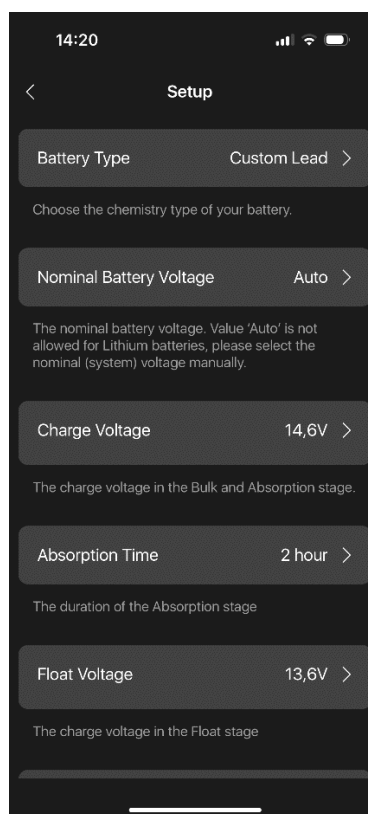 14:20
Setup
Battery Type Custom Lead
Choose the chemistry type of your battery.
Nominal Battery Voltage Auto
The nominal battery voltage. Value 'Auto' is not
allowed for Lithium batteries, please select the
nominal (system) voltage manually.
Charge Voltage 14,6V
The charge voltage in the Bulk and Absorption stage.
Absorption Time 2 hour
The duration of the Absorption stage
Float Voltage 13,6V
The charge voltage in the Float stage